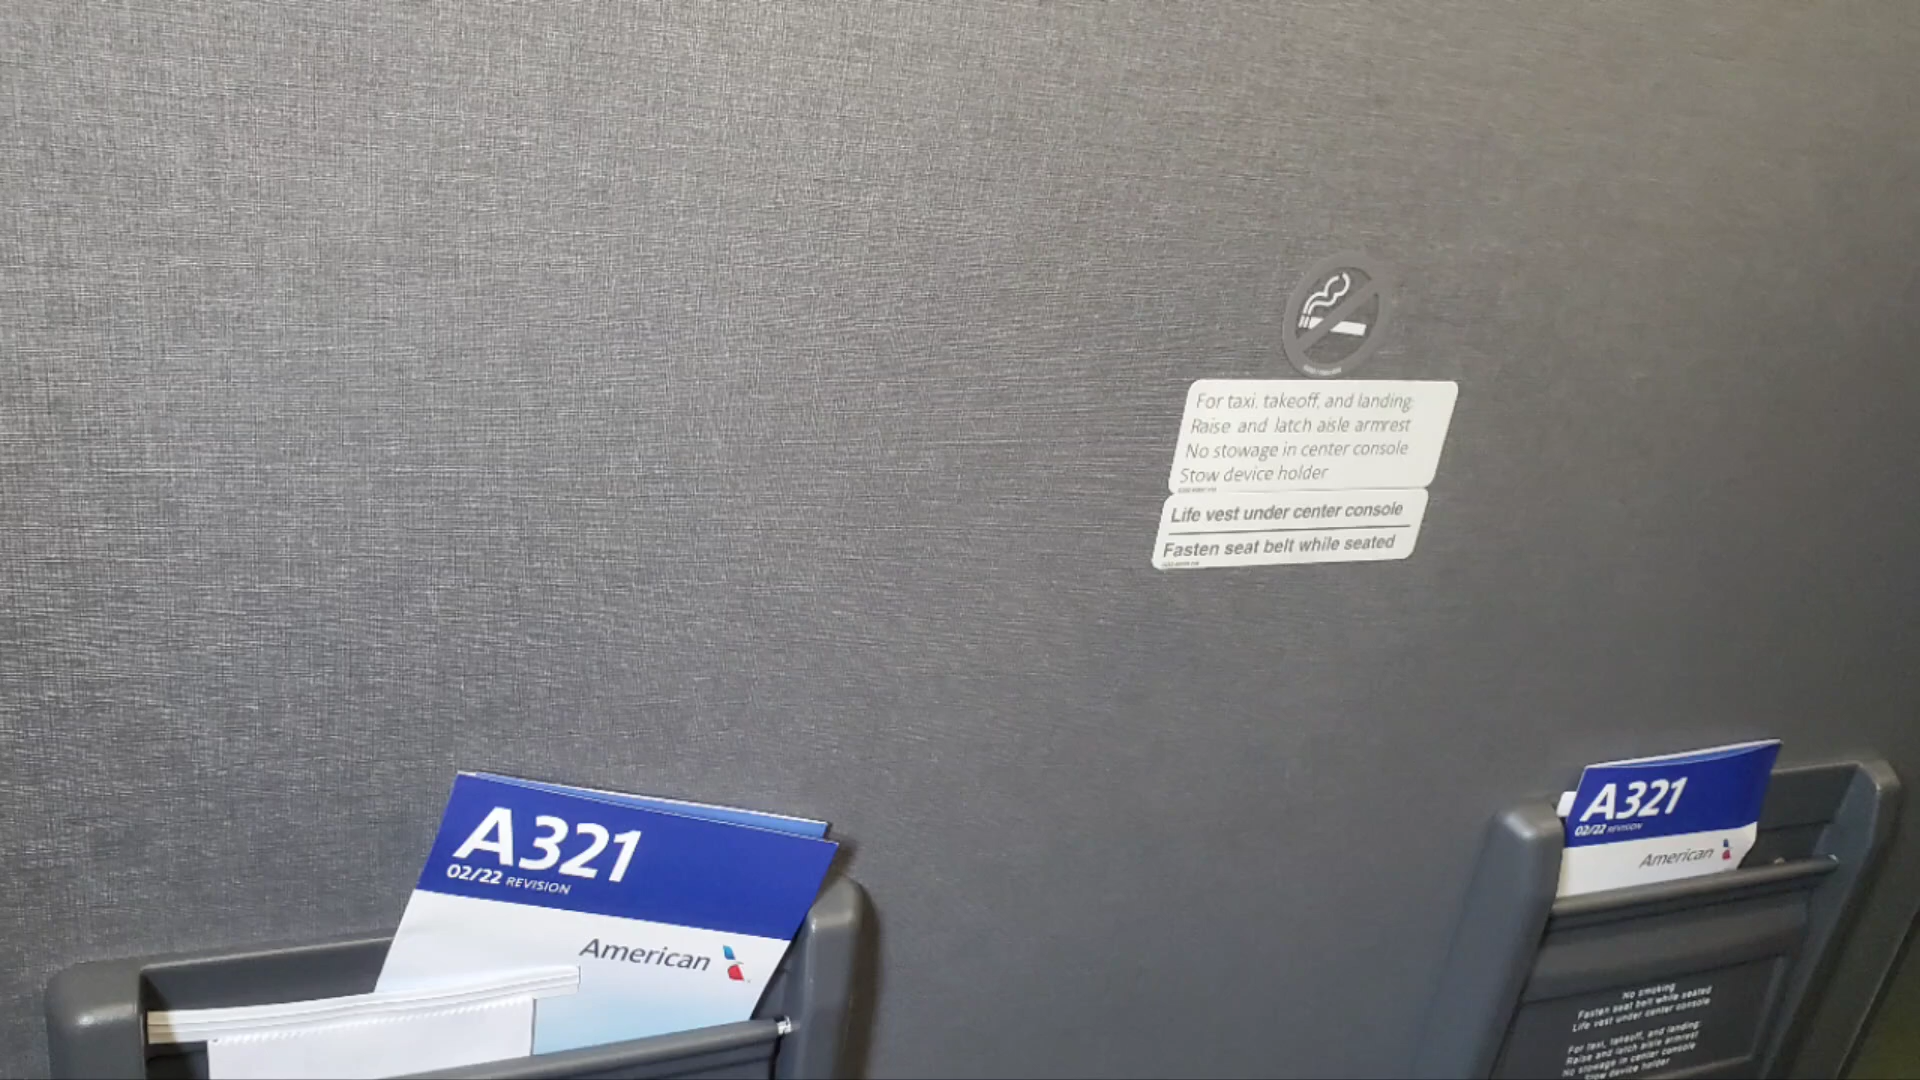 For taxi, takeoff, and landing:
Raise and latch aisle armrest
No stowage in center console
Stow device holder
Life vest under center console
Fasten seat belt while seated
A321
02/22 REVISION
American
A321
02/22 REVISION
American
No smoking
Fasten seat belt while seated
Life vest under center console
For taxi, takeoff, and landing:
Raise and latch aisle armrest
No stowage in center console
Stow device holder